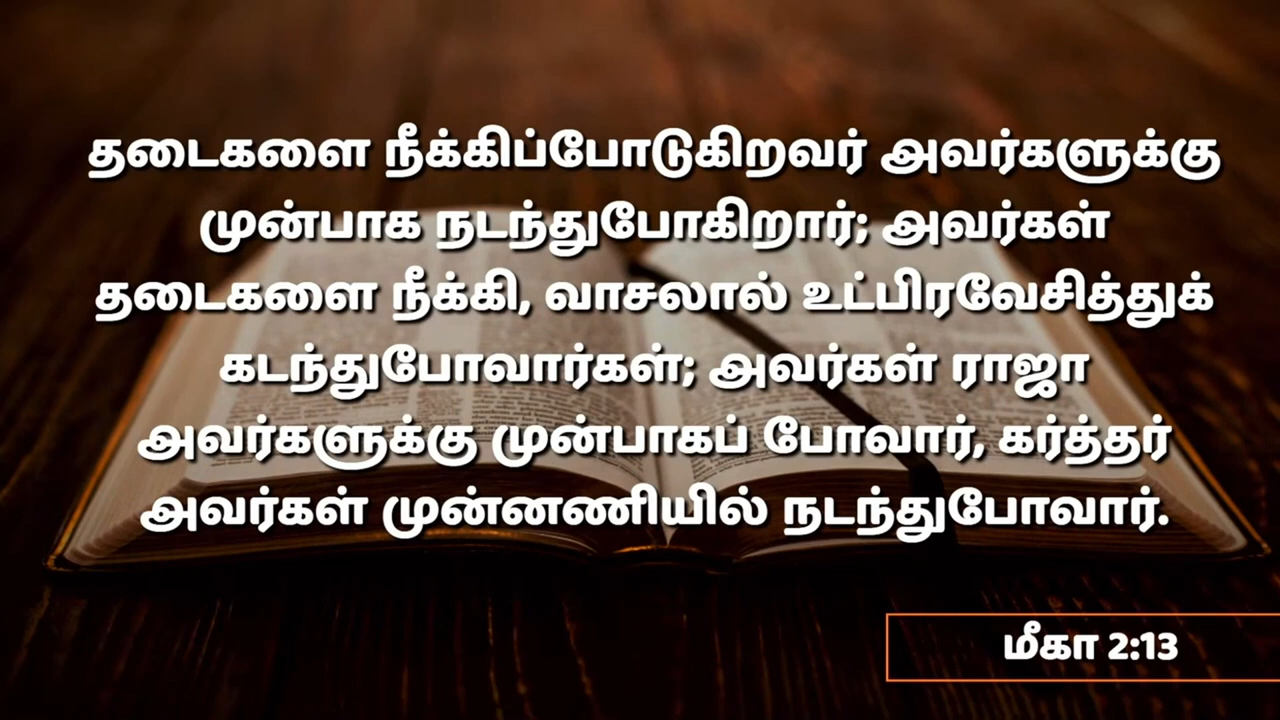 தடைகளை நீக்கிப்போடுகிறவர் அவர்களுக்கு
முன்பாக நடந்துபோகிறார்; அவர்கள்
தடைகளை நீக்கி, வாசலால் உட்பிரவேசித்துக்
கடந்துபோவார்கள்; அவர்கள் ராஜா
அவர்களுக்கு முன்பாகப் போவார், கர்த்தர்
அவர்கள் முன்னணியில் நடந்துபோவார்.
மீகா 2:13